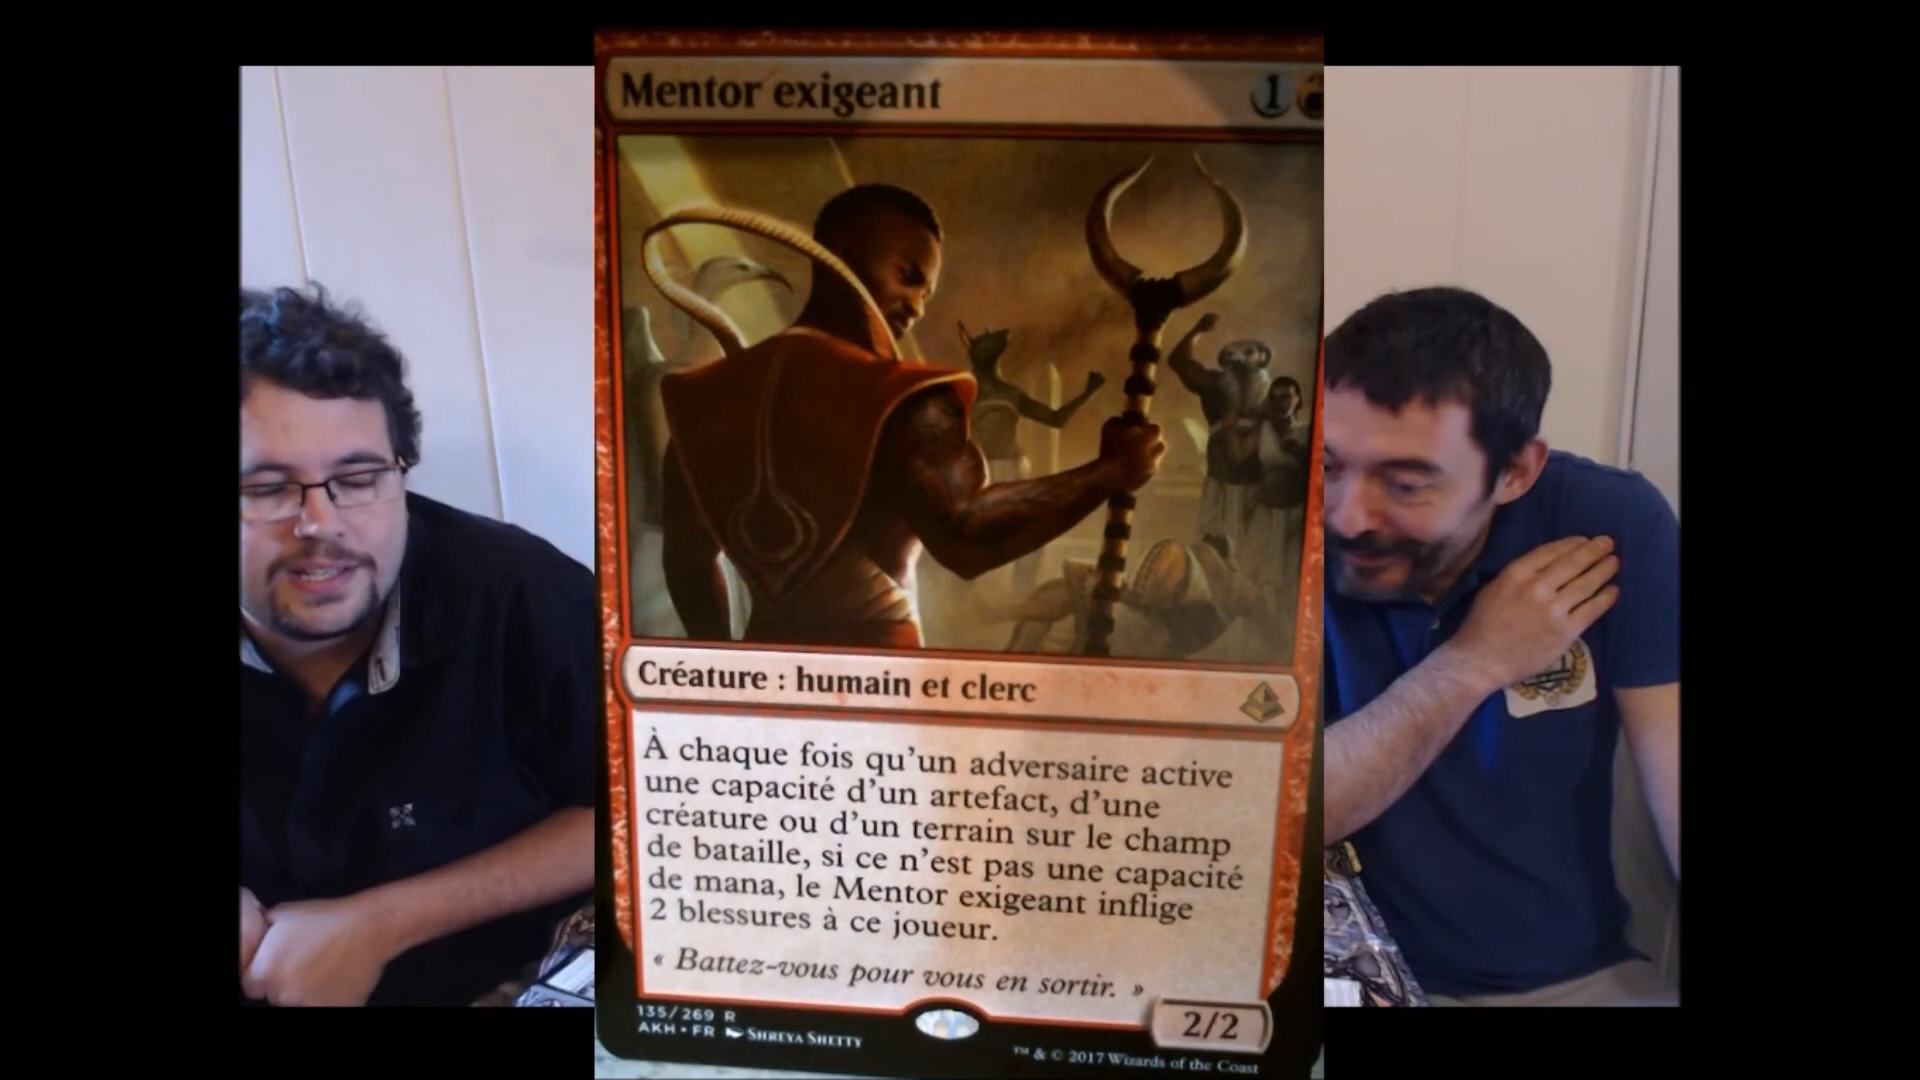 Mentor exigeant
1
Créature : humain et clerc
À chaque fois qu'un adversaire active
une capacité d'un artefact, d'une
créature ou d'un terrain sur le champ
de bataille, si ce n'est pas une capacité
de mana, le Mentor exigeant inflige
2 blessures à ce joueur.
« Battez-vous pour vous en sortir. »
2/2
135/269 R
AKH • FR Shreya Shetty
™ & © 2017 Wizards of the Coast